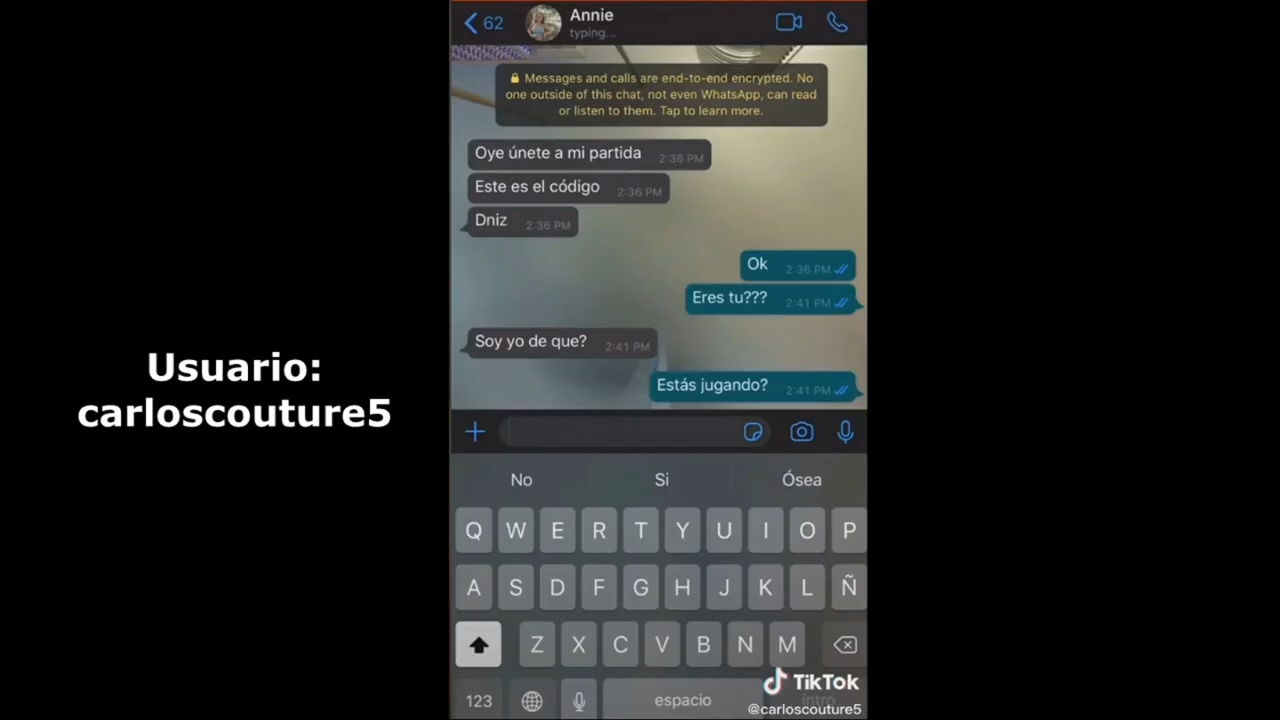 62
Annie
typing...
🔒 Messages and calls are end-to-end encrypted. No
one outside of this chat, not even WhatsApp, can read
or listen to them. Tap to learn more.
Oye únete a mi partida 2:36 PM
Este es el código 2:36 PM
Dniz 2:36 PM
Ok 2:36 PM
Eres tu??? 2:41 PM
Soy yo de que? 2:41 PM
Estás jugando? 2:41 PM
Usuario:
carloscouture5
No Si Ósea
Q W E R T Y U I O P
A S D F G H J K L Ñ
Z X C V B N M
123 espacio intro
TikTok
@carloscouture5